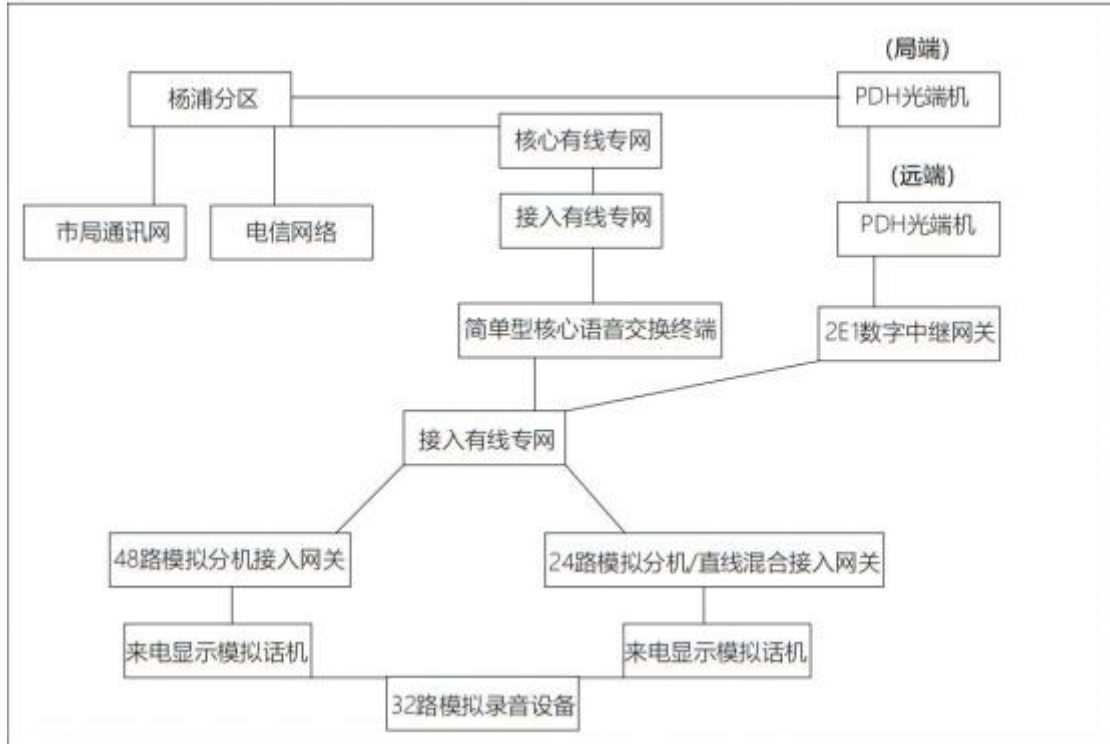 (局端)
杨浦分区
PDH光端机
核心有线专网
(远端)
市局通讯网
电信网络
接入有线专网
PDH光端机
简单型核心语音交换终端
2E1数字中继网关
接入有线专网
48路模拟分机接入网关
24路模拟分机/直线混合接入网关
来电显示模拟话机
来电显示模拟话机
32路模拟录音设备